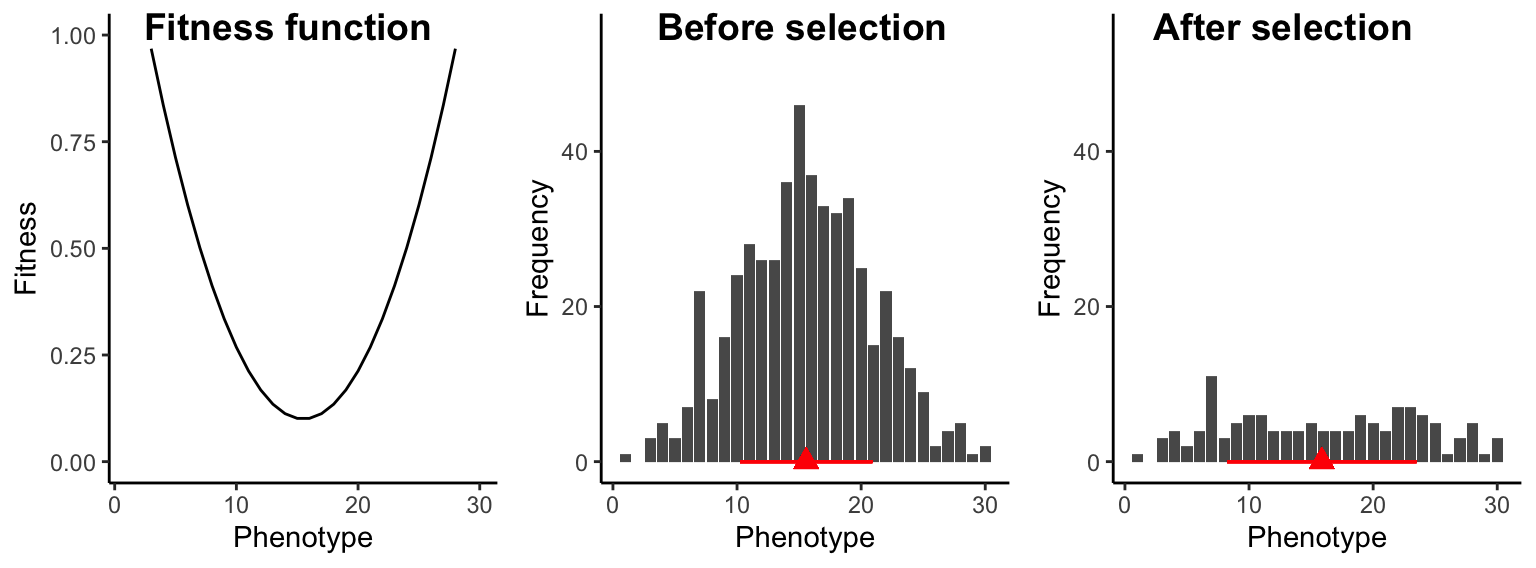 Fitness function
Fitness
1.00
0.75
0.50
0.25
0.00
0 10 20 30
Phenotype
Before selection
Frequency
40
20
0
0 10 20 30
Phenotype
After selection
Frequency
40
20
0
0 10 20 30
Phenotype